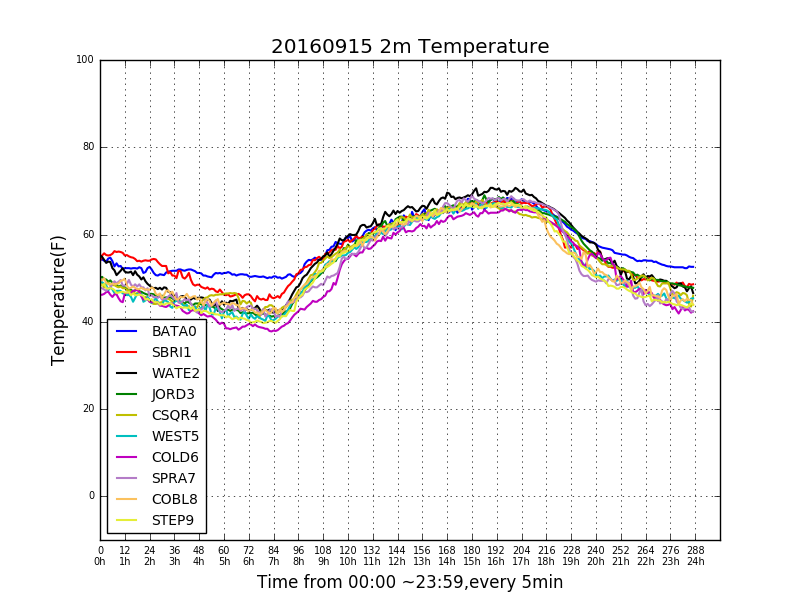 20160915 2m Temperature
100
80
60
40
20
0
Temperature(F)
BATA0
SBRI1
WATE2
JORD3
CSQR4
WEST5
COLD6
SPRA7
COBL8
STEP9
0 12 24 36 48 60 72 84 96 108 120 132 144 156 168 180 192 204 216 228 240 252 264 276 288
0h 1h 2h 3h 4h 5h 6h 7h 8h 9h 10h 11h 12h 13h 14h 15h 16h 17h 18h 19h 20h 21h 22h 23h 24h
Time from 00:00 ~23:59,every 5min